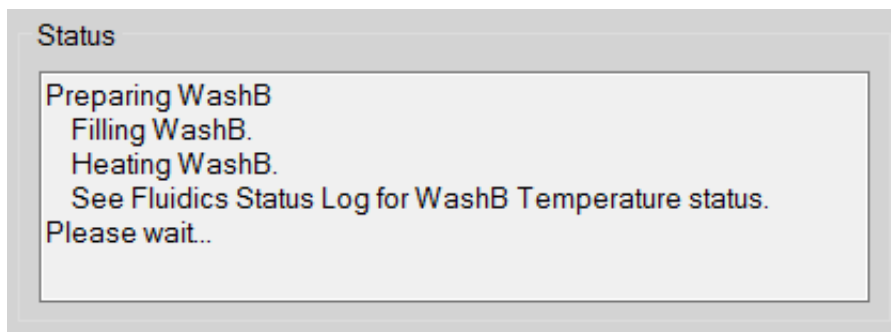 Status
Preparing WashB
Filling WashB.
Heating WashB.
See Fluidics Status Log for WashB Temperature status.
Please wait...